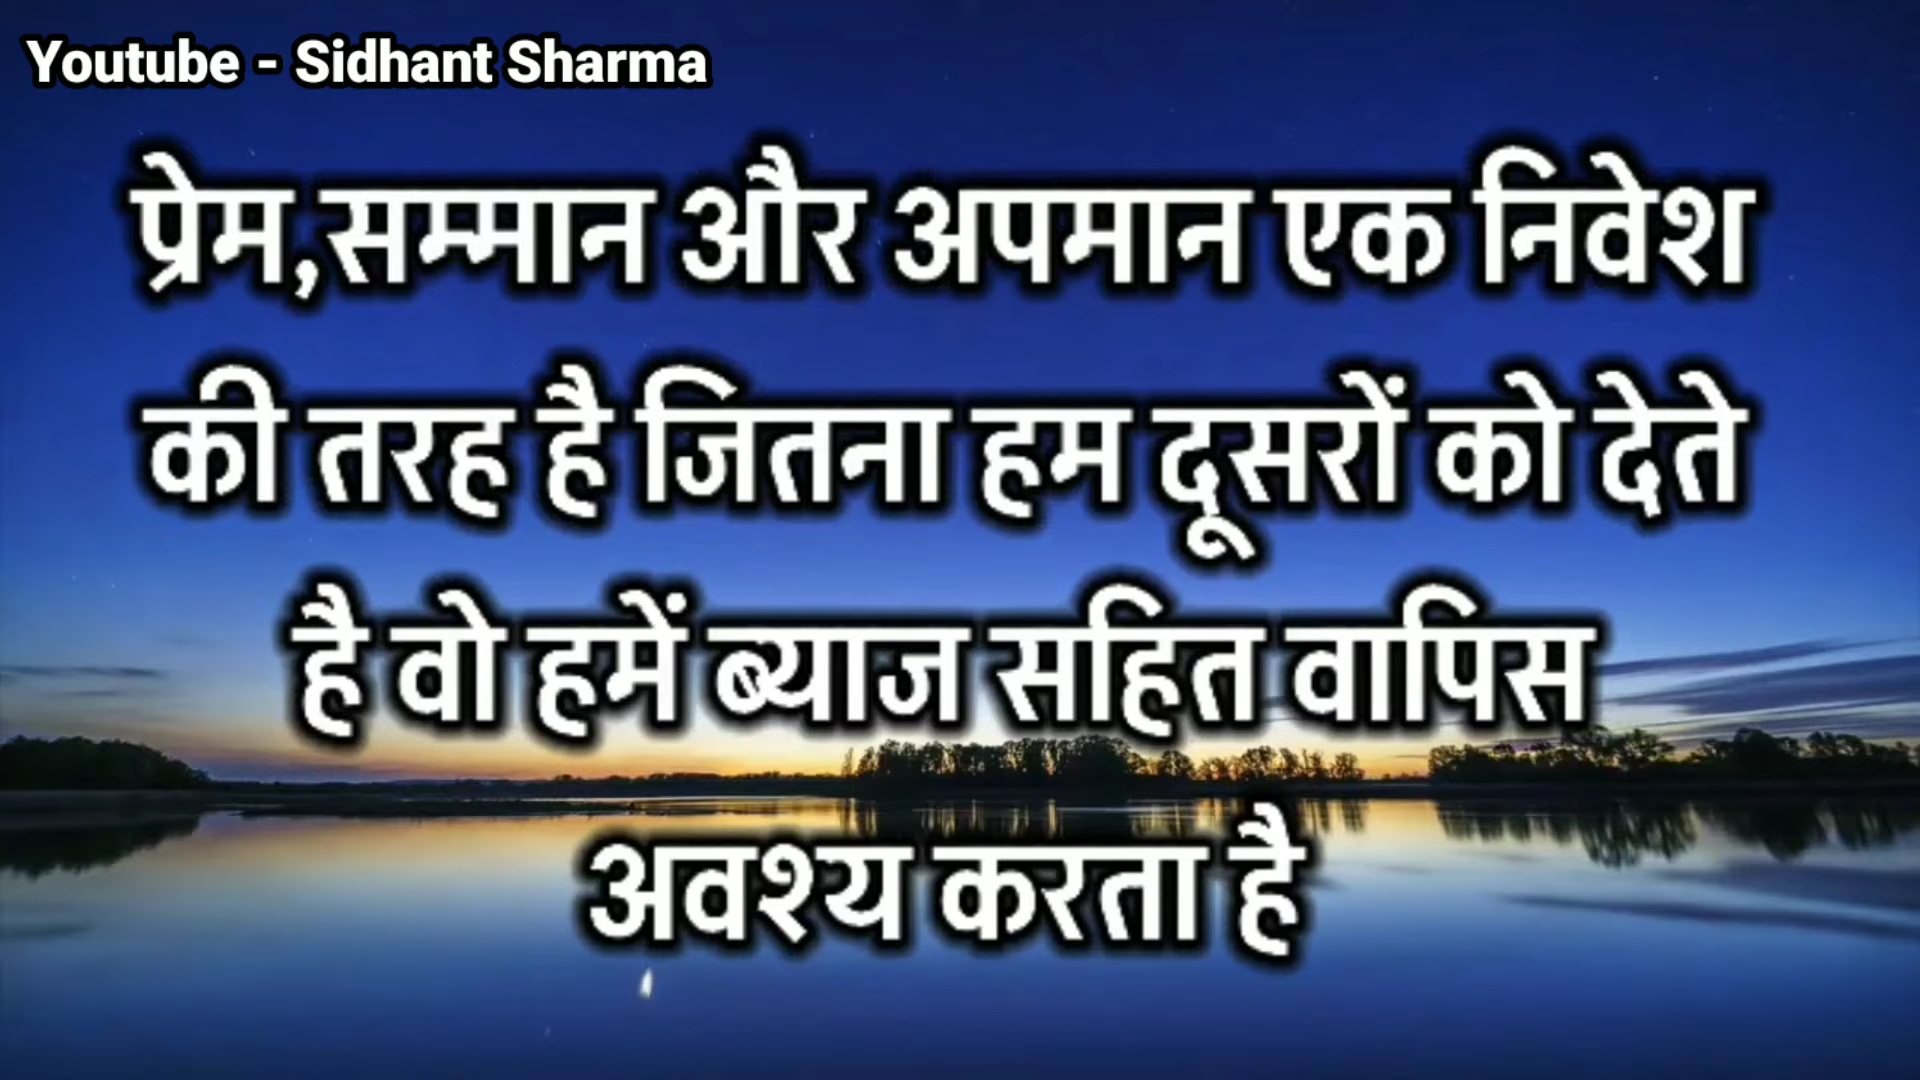 Youtube - Sidhant Sharma
प्रेम,सम्मान और अपमान एक निवेश
की तरह है जितना हम दूसरों को देते
है वो हमें ब्याज सहित वापिस
अवश्य करता है